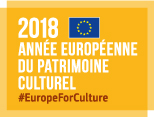 2018
ANNÉE EUROPÉENNE
DU PATRIMOINE
CULTUREL
#EuropeForCulture